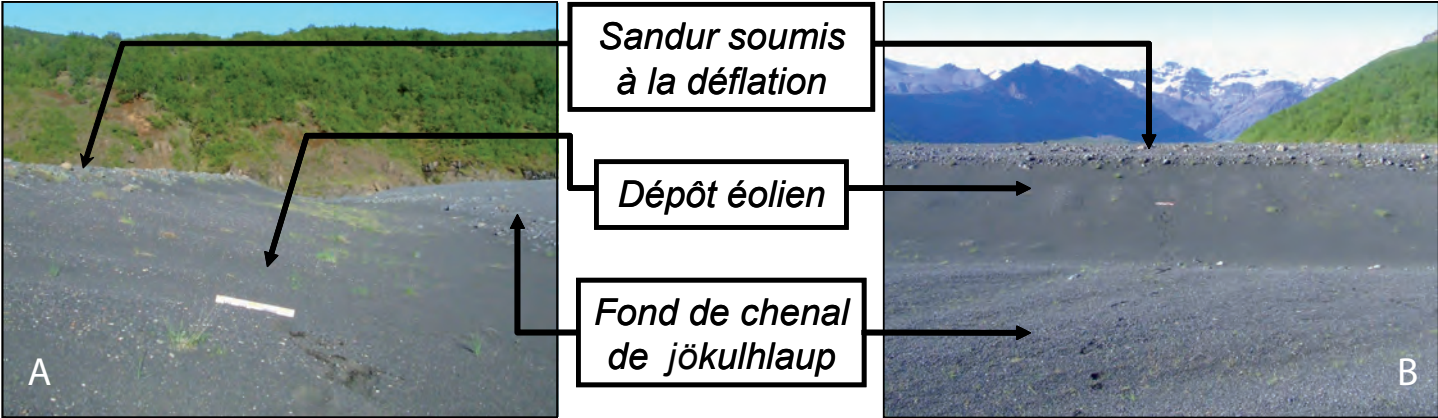 Sandur soumis
à la déflation
Dépôt éolien
Fond de chenal
de jökulhlaup
A
B